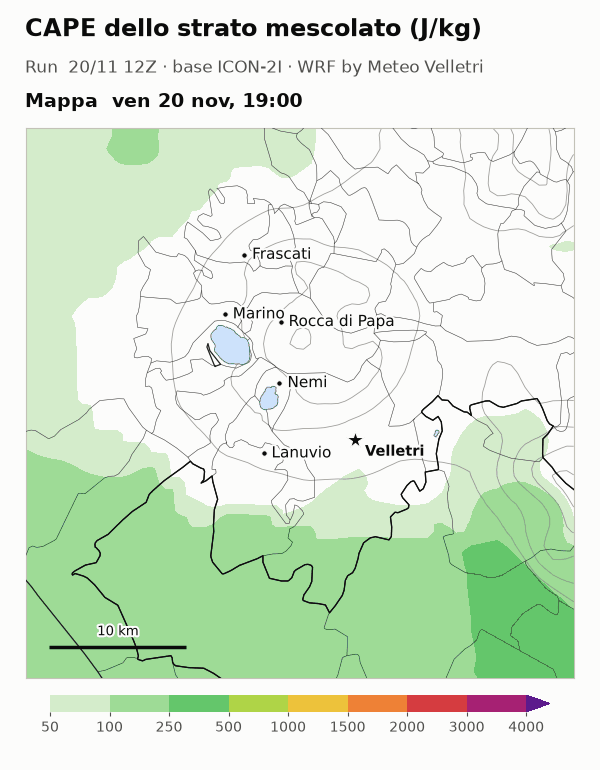 CAPE dello strato mescolato (J/kg)
Run  20/11 12Z · base ICON-2I · WRF by Meteo Velletri
Mappa  ven 20 nov, 19:00
Frascati
Marino
Rocca di Papa
Nemi
Velletri
Lanuvio
10 km
50 100 250 500 1000 1500 2000 3000 4000